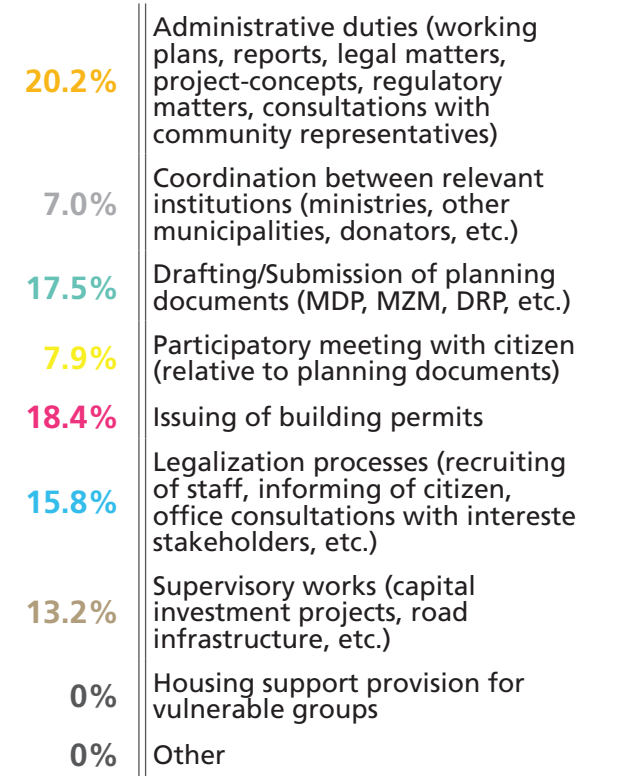 Administrative duties (working
plans, reports, legal matters,
20.2% project-concepts, regulatory
matters, consultations with
community representatives)
Coordination between relevant
7.0% institutions (ministries, other
municipalities, donators, etc.)
17.5% Drafting/Submission of planning
documents (MDP, MZM, DRP, etc.)
7.9% Participatory meeting with citizen
(relative to planning documents)
18.4% Issuing of building permits
Legalization processes (recruiting
15.8% of staff, informing of citizen,
office consultations with intereste
stakeholders, etc.)
Supervisory works (capital
13.2% investment projects, road
infrastructure, etc.)
0% Housing support provision for
vulnerable groups
0% Other